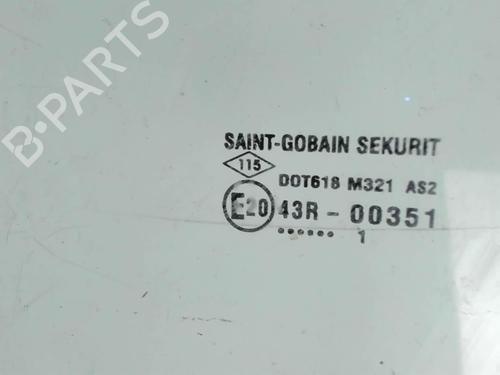 B-PARTS
SAINT-GOBAIN SEKURIT
115
DOT618 M321 AS2
E20 43R - 00351
•••••• 1